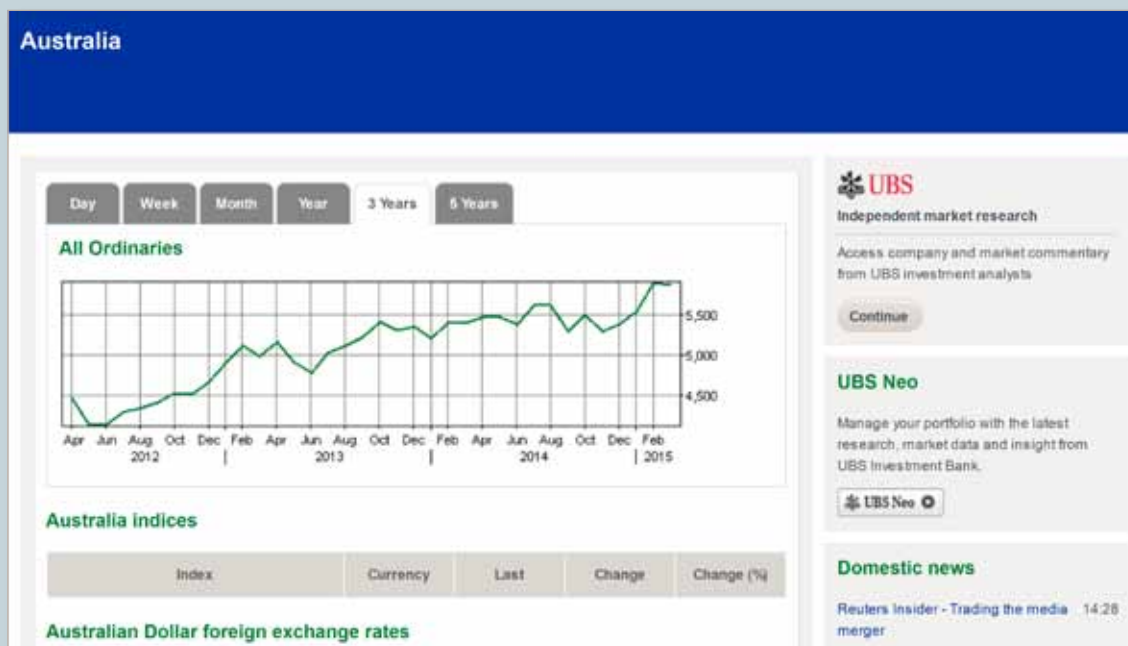 Australia
Day Week Month Year 3 Years 5 Years
All Ordinaries
5,500
5,000
4,500
Apr Jun Aug Oct Dec Feb Apr Jun Aug Oct Dec Feb Apr Jun Aug Oct Dec Feb
2012 2013 2014 2015
Australia indices
Index Currency Last Change Change (%)
Australian Dollar foreign exchange rates
UBS
Independent market research
Access company and market commentary
from UBS investment analysts
Continue
UBS Neo
Manage your portfolio with the latest
research, market data and insight from
UBS Investment Bank.
UBS Neo
Domestic news
Reuters Insider - Trading the media 14:28
merger